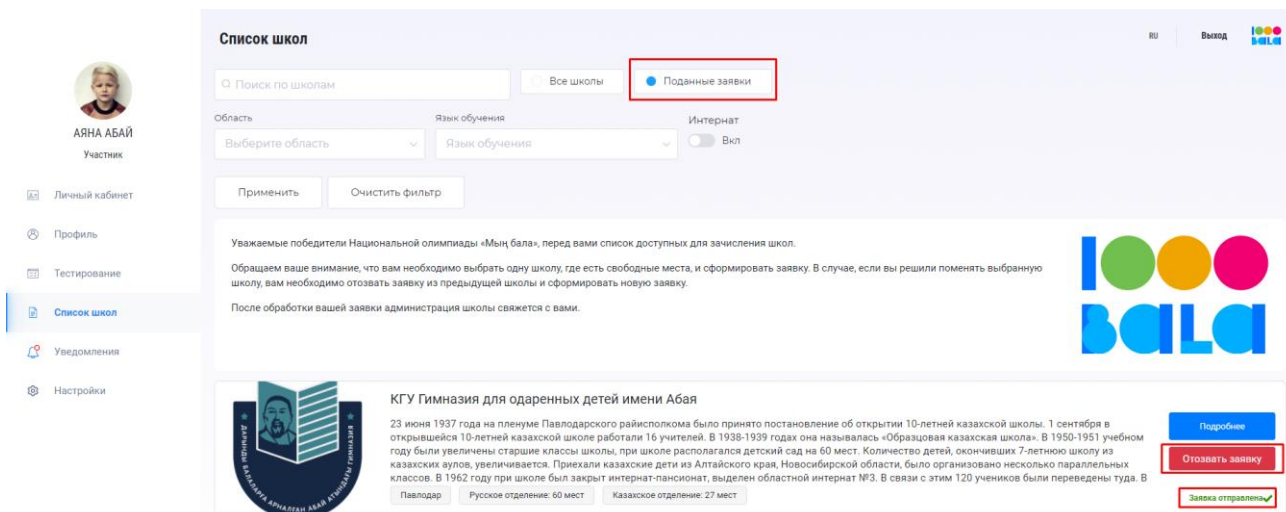 Список школ
RU
Выход
1000
BALA
Поиск по школам
Все школы
Поданные заявки
АЯНА АБАЙ
Участник
Область
Язык обучения
Интернат
Выберите область
Язык обучения
Вкл
Применить
Очистить фильтр
Личный кабинет
Профиль
Тестирование
Список школ
Уведомления
Настройки
Уважаемые победители Национальной олимпиады «Мың бала», перед вами список доступных для зачисления школ.
Обращаем ваше внимание, что вам необходимо выбрать одну школу, где есть свободные места, и сформировать заявку. В случае, если вы решили поменять выбранную
школу, вам необходимо отозвать заявку из предыдущей школы и сформировать новую заявку.
После обработки вашей заявки администрация школы свяжется с вами.
1000
BALA
ДАРЫНДЫ БАЛАЛАРҒА АРНАЛҒАН АБАЙ АТЫНДАҒЫ ГИМНАЗИЯ
КГУ Гимназия для одаренных детей имени Абая
23 июня 1937 года на пленуме Павлодарского райисполкома было принято постановление об открытии 10-летней казахской школы. 1 сентября в
открывшейся 10-летней казахской школе работали 16 учителей. В 1938-1939 годах она называлась «Образцовая казахская школа». В 1950-1951 учебном
году были увеличены старшие классы школы, при школе располагался детский сад на 60 мест. Количество детей, окончивших 7-летнюю школу из
казахских аулов, увеличивается. Приехали казахские дети из Алтайского края, Новосибирской области, было организовано несколько параллельных
классов. В 1962 году при школе был закрыт интернат-пансионат, выделен областной интернат №3. В связи с этим 120 учеников были переведены туда. В
Подробнее
Отозвать заявку
Павлодар
Русское отделение: 60 мест
Казахское отделение: 27 мест
Заявка отправлена